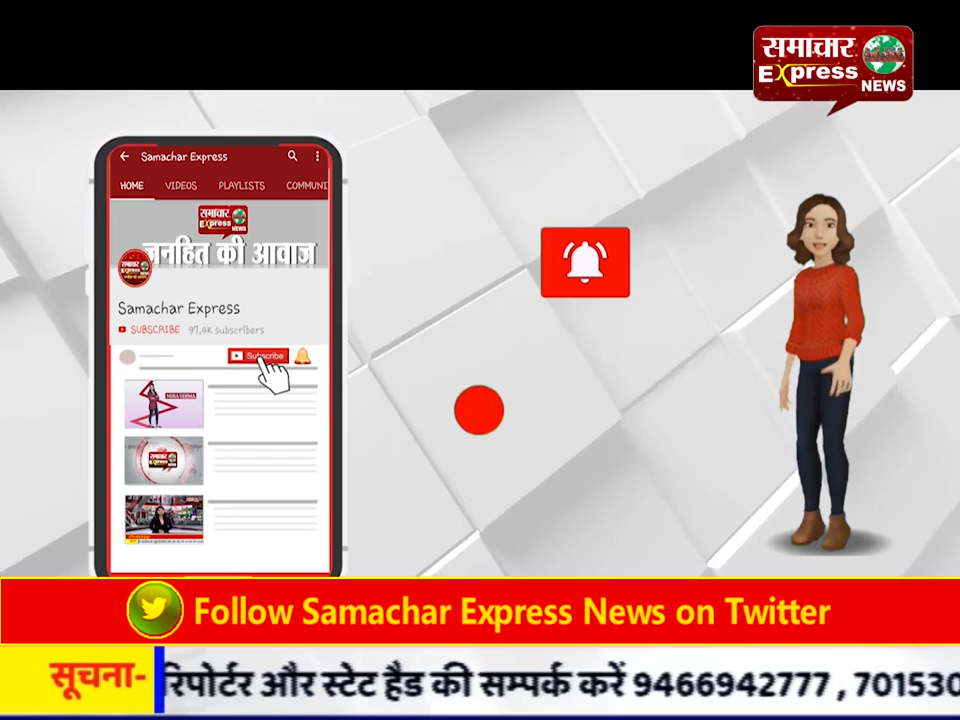 समाचार
Express
NEWS
Samachar Express
HOME VIDEOS PLAYLISTS COMMUNI
समाचार
Express
NEWS
जनहित की आवाज
Samachar Express
SUBSCRIBE 97.4K subscribers
Subscribe
Follow Samachar Express News on Twitter
सूचना- रिपोर्टर और स्टेट हैड की सम्पर्क करें 9466942777 , 701530